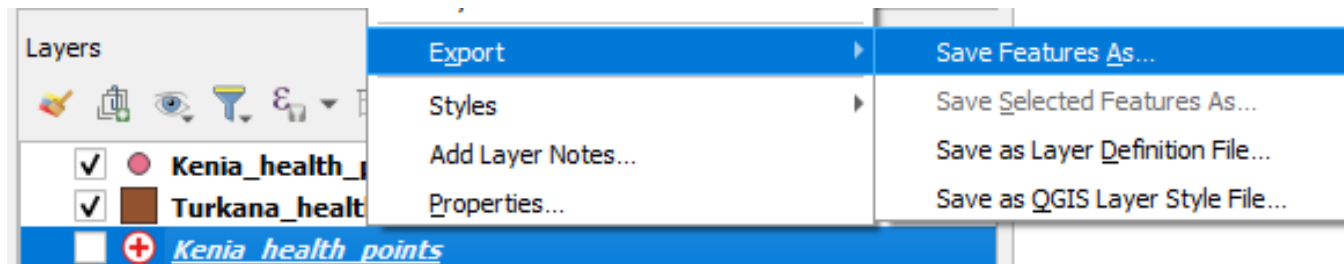 Layers
Export
Save Features As...
Styles
Save Selected Features As...
Add Layer Notes...
Save as Layer Definition File...
Properties...
Save as QGIS Layer Style File...
Kenia_health_
Turkana_healt
Kenia_health_points